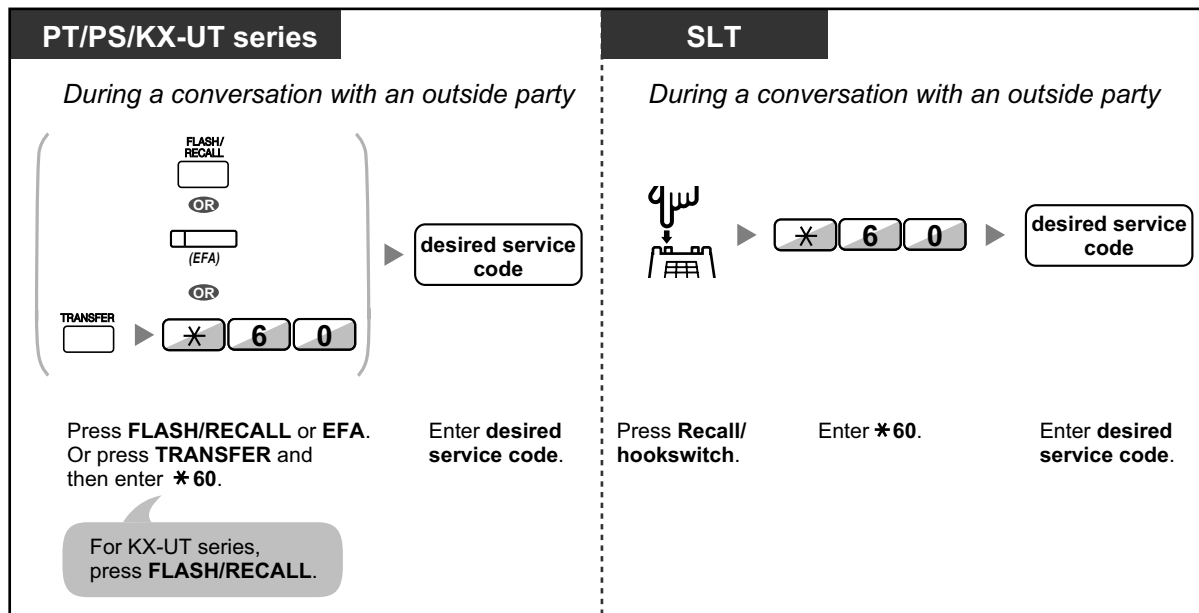 PT/PS/KX-UT series
During a conversation with an outside party
FLASH/
RECALL
OR
(EFA)
OR
TRANSFER
* 6 0
desired service
code
Press FLASH/RECALL or EFA.
Or press TRANSFER and
then enter *60.
Enter desired
service code.
For KX-UT series,
press FLASH/RECALL.
SLT
During a conversation with an outside party
* 6 0
desired service
code
Press Recall/
hookswitch.
Enter *60.
Enter desired
service code.